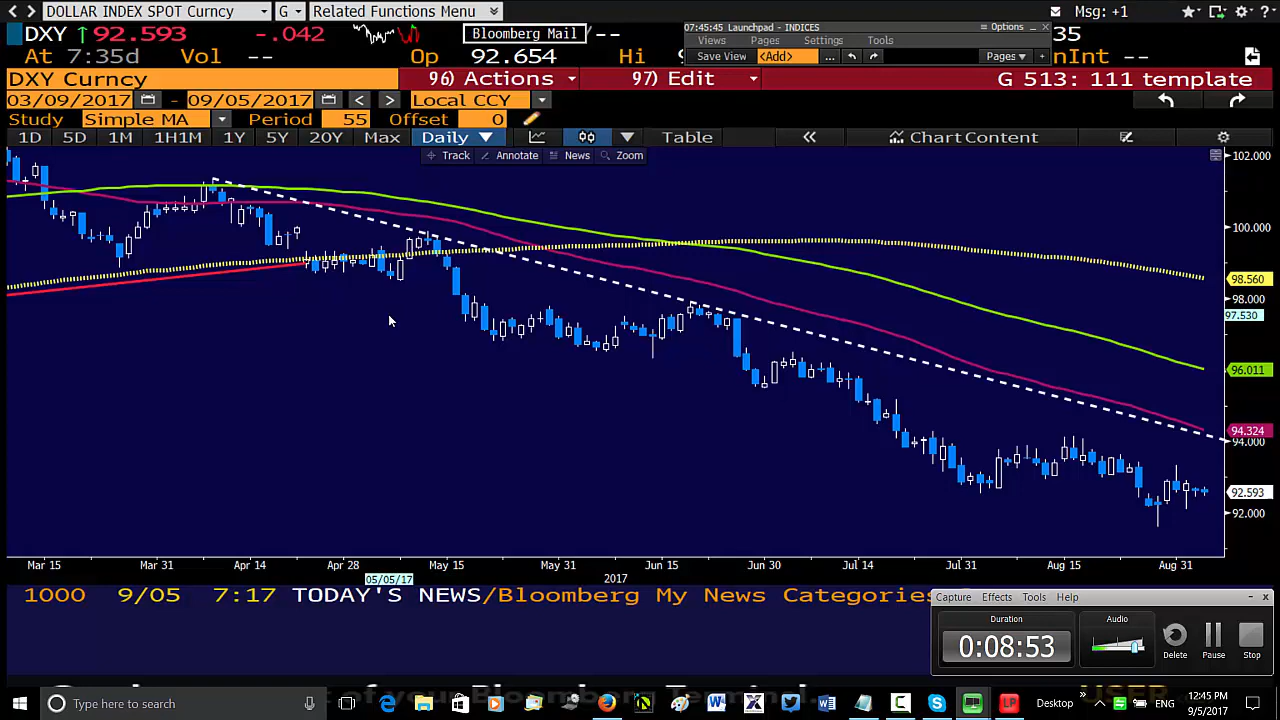 DOLLAR INDEX SPOT Curncy G Related Functions Menu Msg: +1
DXY 92.593 -.042 Bloomberg Mail /-- 35
At 7:35d Vol -- Op 92.654 Hi
07:45:45 Launchpad - INDICES Options
Views Pages Settings Tools
Save View <Add> ... Pages +
DXY Curncy 96) Actions 97) Edit G 513: 111 template
03/09/2017 - 09/05/2017 < > Local CCY
Study Simple MA Period 55 Offset 0
1D 5D 1M 1H1M 1Y 5Y 20Y Max Daily Table Chart Content
Track Annotate News Zoom
102.000
100.000
98.560
98.000
97.530
96.011
94.324
94.000
92.593
92.000
Mar 15 Mar 31 Apr 14 Apr 28 May 15 May 31 Jun 15 Jun 30 Jul 14 Jul 31 Aug 15 Aug 31
05/05/17 2017
1000 9/05 7:17 TODAY'S NEWS/Bloomberg My News Categories
Capture Effects Tools Help
Duration Audio
0:08:53 Delete Pause Stop
of your Bloomberg Terminal.
Type here to search Desktop ENG 12:45 PM
9/5/2017